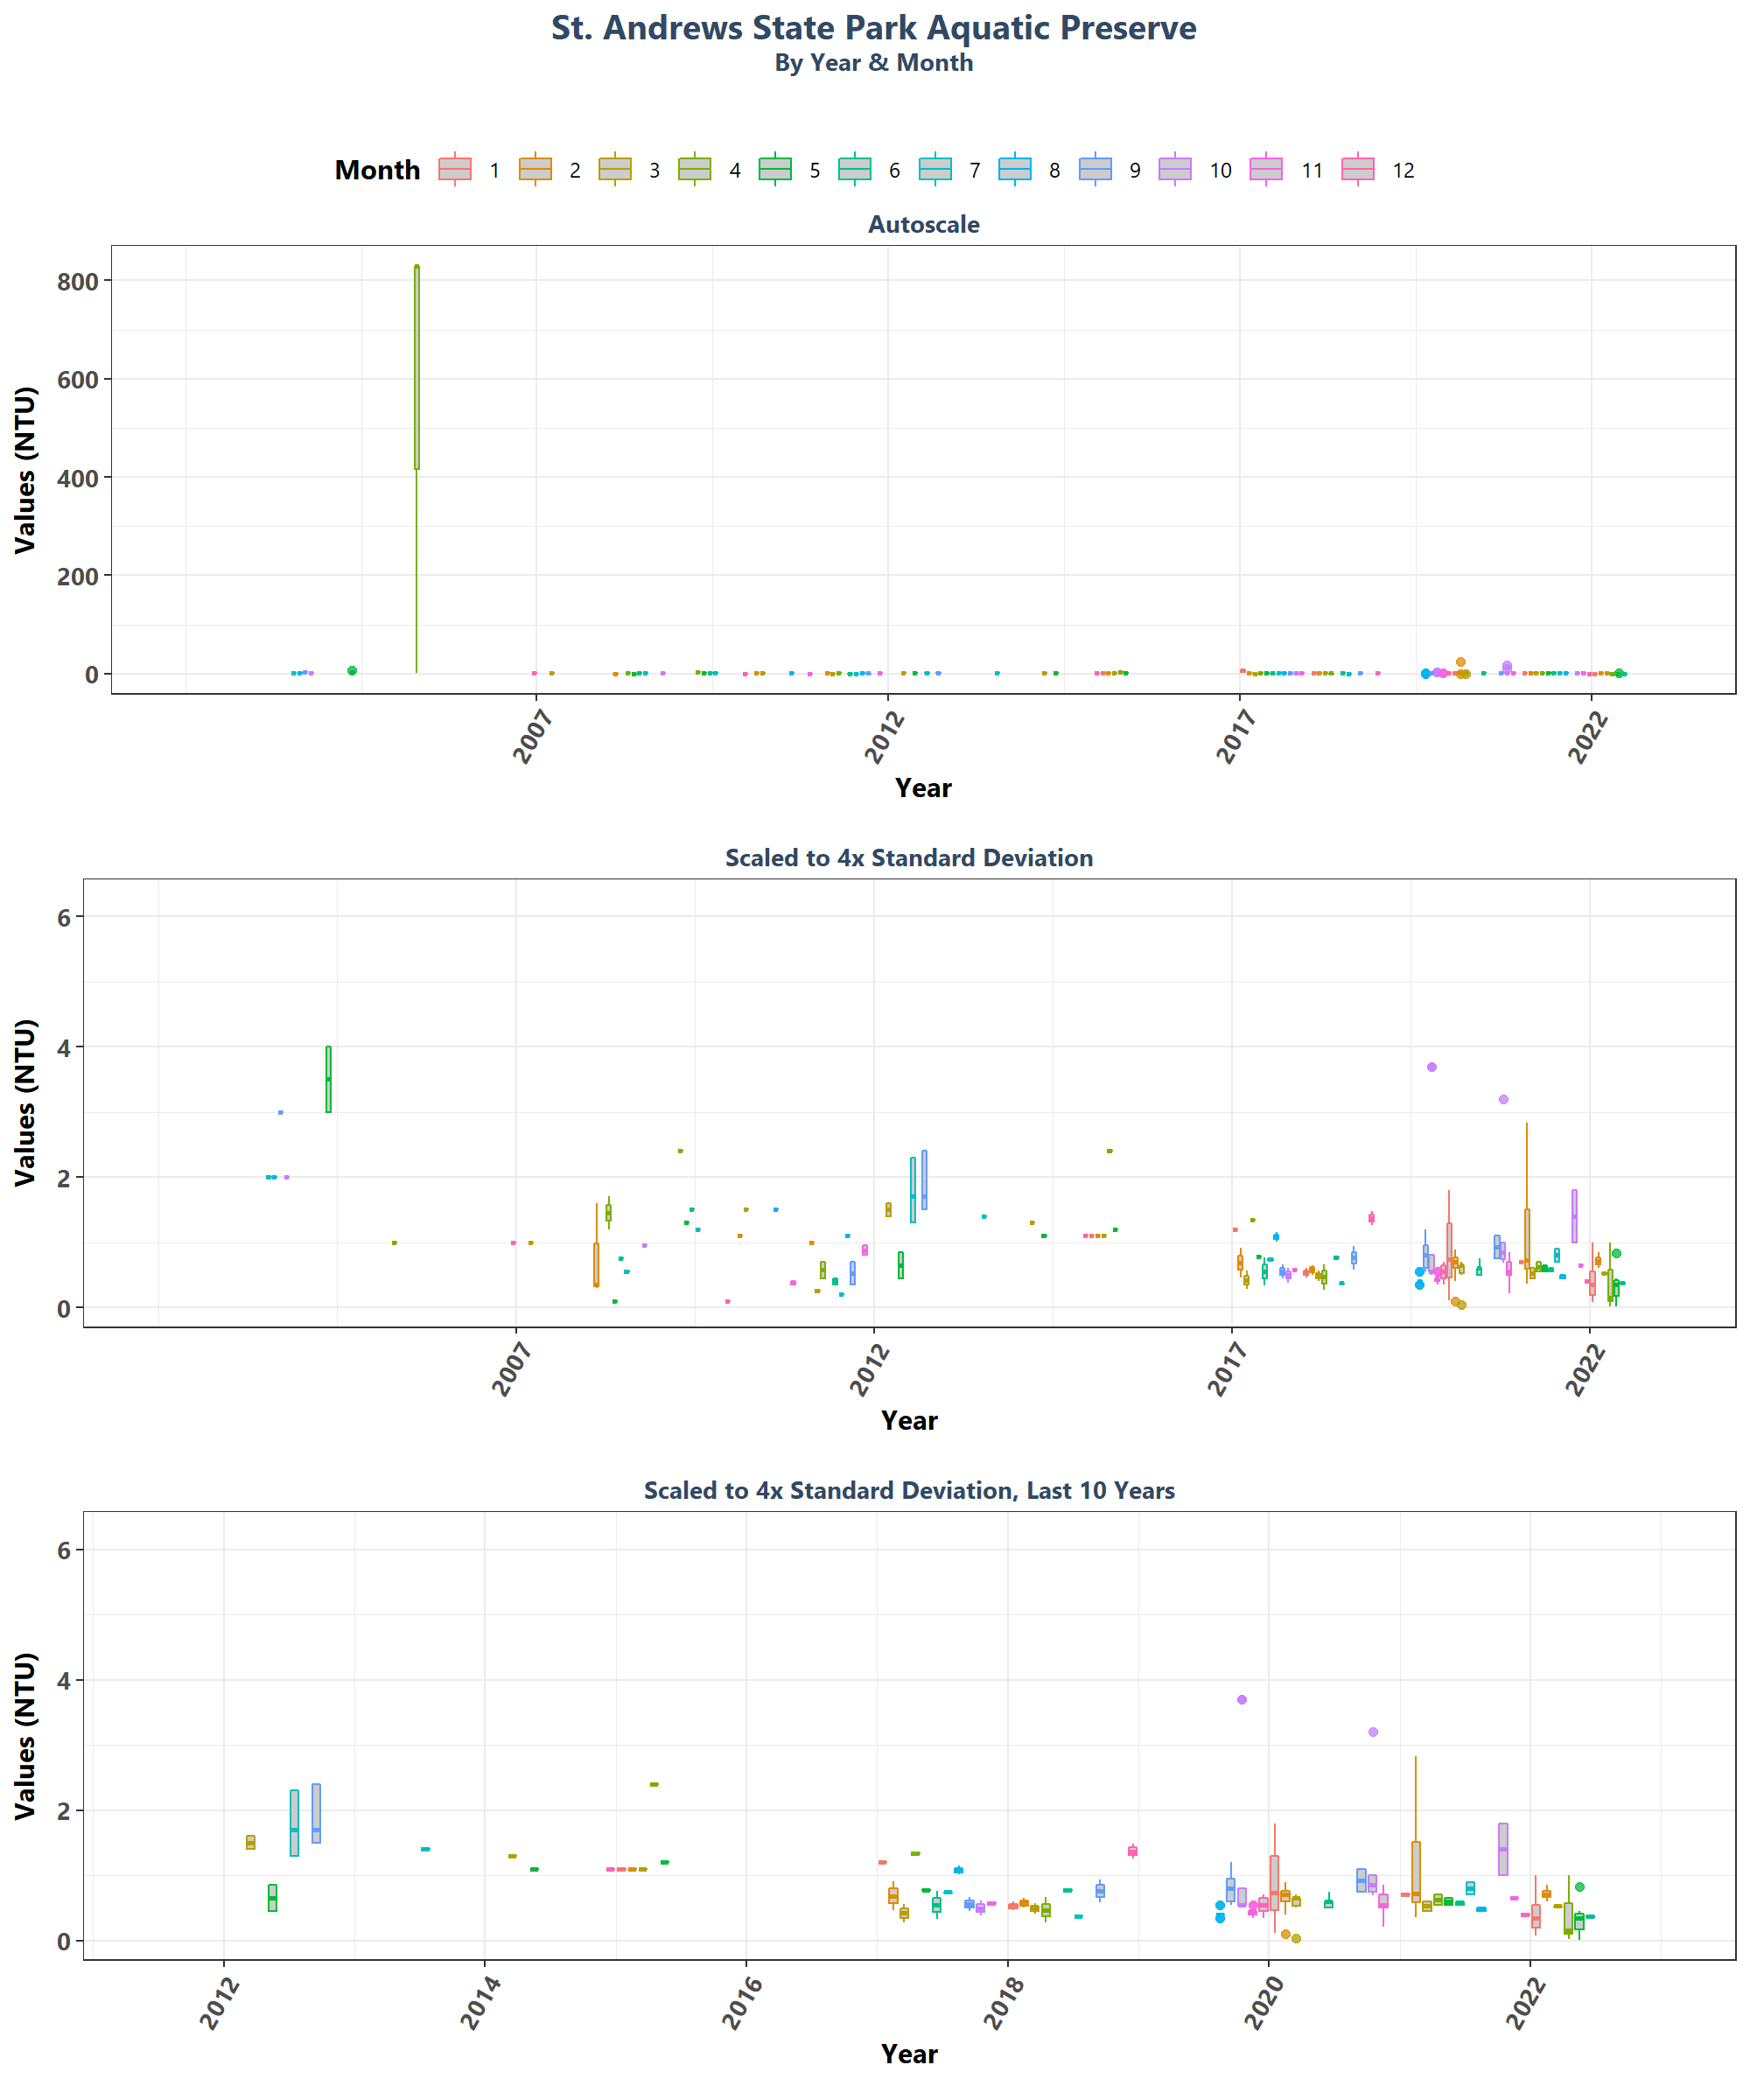 St. Andrews State Park Aquatic Preserve
By Year & Month
Month 1 2 3 4 5 6 7 8 9 10 11 12
Autoscale
Values (NTU)
800
600
400
200
0
2007 2012 2017 2022
Year
Scaled to 4x Standard Deviation
Values (NTU)
6
4
2
0
2007 2012 2017 2022
Year
Scaled to 4x Standard Deviation, Last 10 Years
Values (NTU)
6
4
2
0
2012 2014 2016 2018 2020 2022
Year